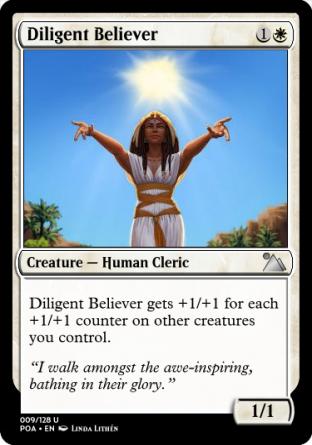 Diligent Believer 1
Creature — Human Cleric
Diligent Believer gets +1/+1 for each
+1/+1 counter on other creatures
you control.
“I walk amongst the awe-inspiring,
bathing in their glory.”
1/1
009/128 U
POA • EN Linda Lithén